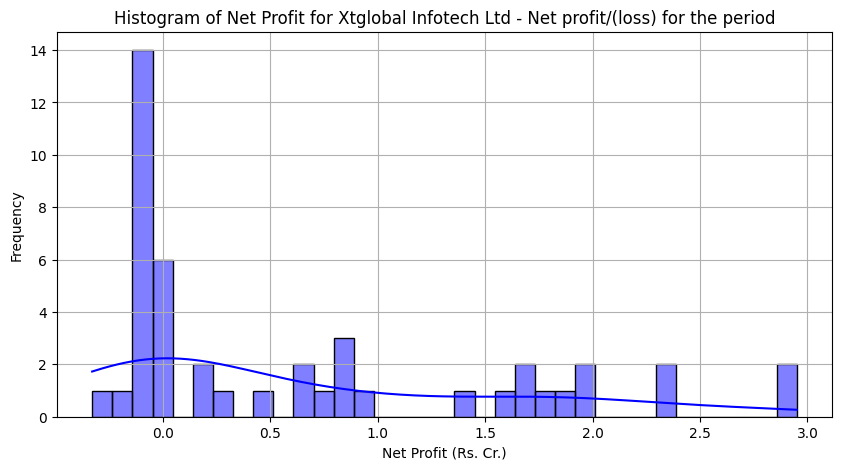 Histogram of Net Profit for Xtglobal Infotech Ltd - Net profit/(loss) for the period
14
12
10
8
6
4
2
0
Frequency
0.0 0.5 1.0 1.5 2.0 2.5 3.0
Net Profit (Rs. Cr.)